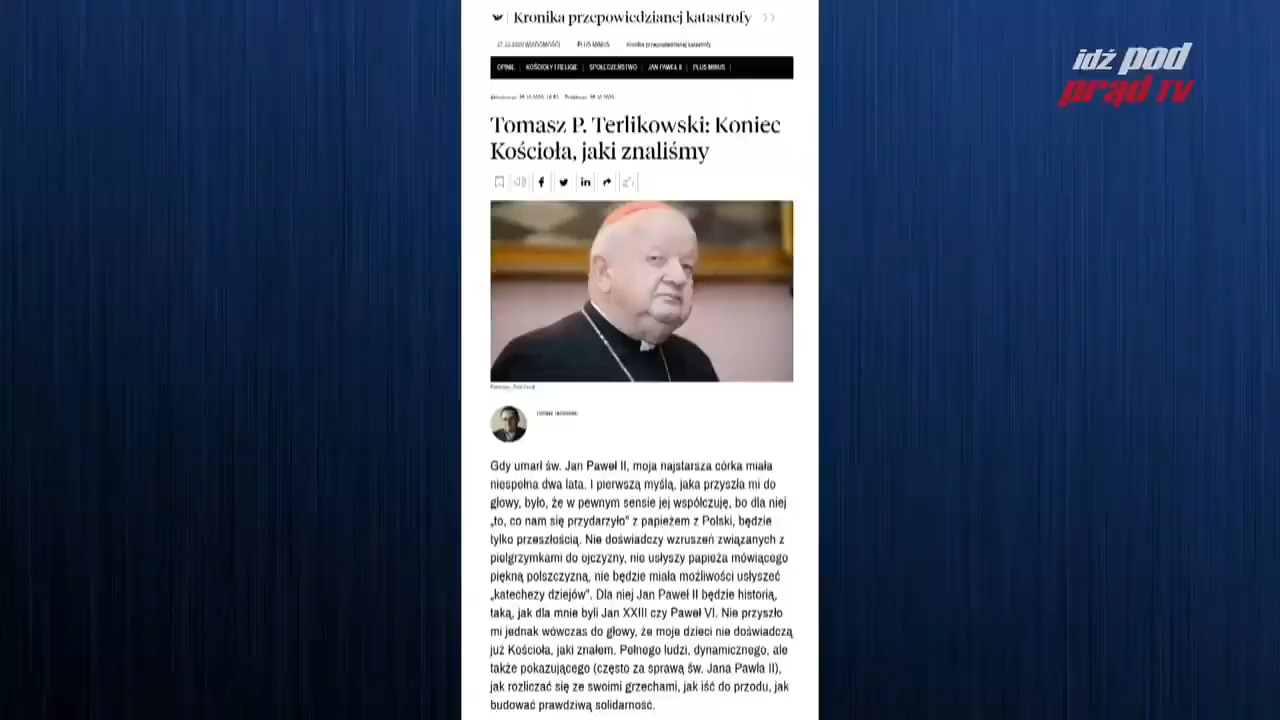 Kronika przepowiedzianej katastrofy
idź pod
prąd TV
WIADOMOŚCI PLUS MINUS Kronika przepowiedzianej katastrofy
OPINIE KOŚCIOŁY I RELIGIE SPOŁECZEŃSTWO JAN PAWEŁ II PLUS MINUS
Tomasz P. Terlikowski: Koniec
Kościoła, jaki znaliśmy
Gdy umarł św. Jan Paweł II, moja najstarsza córka miała
niespełna dwa lata. I pierwszą myślą, jaka przyszła mi do
głowy, było, że w pewnym sensie jej współczuję, bo dla niej
„to, co nam się przydarzyło" z papieżem z Polski, będzie
tylko przeszłością. Nie doświadczy wzruszeń związanych z
pielgrzymkami do ojczyzny, nie usłyszy papieża mówiącego
piękną polszczyzną, nie będzie miała możliwości usłyszeć
„katechezy dziejów". Dla niej Jan Paweł II będzie historią,
taką, jak dla mnie byli Jan XXIII czy Paweł VI. Nie przyszło
mi jednak wówczas do głowy, że moje dzieci nie doświadczą
już Kościoła, jaki znałem. Pełnego ludzi, dynamicznego, ale
także pokazującego (często za sprawą św. Jana Pawła II),
jak rozliczać się ze swoimi grzechami, jak iść do przodu, jak
budować prawdziwą solidarność.